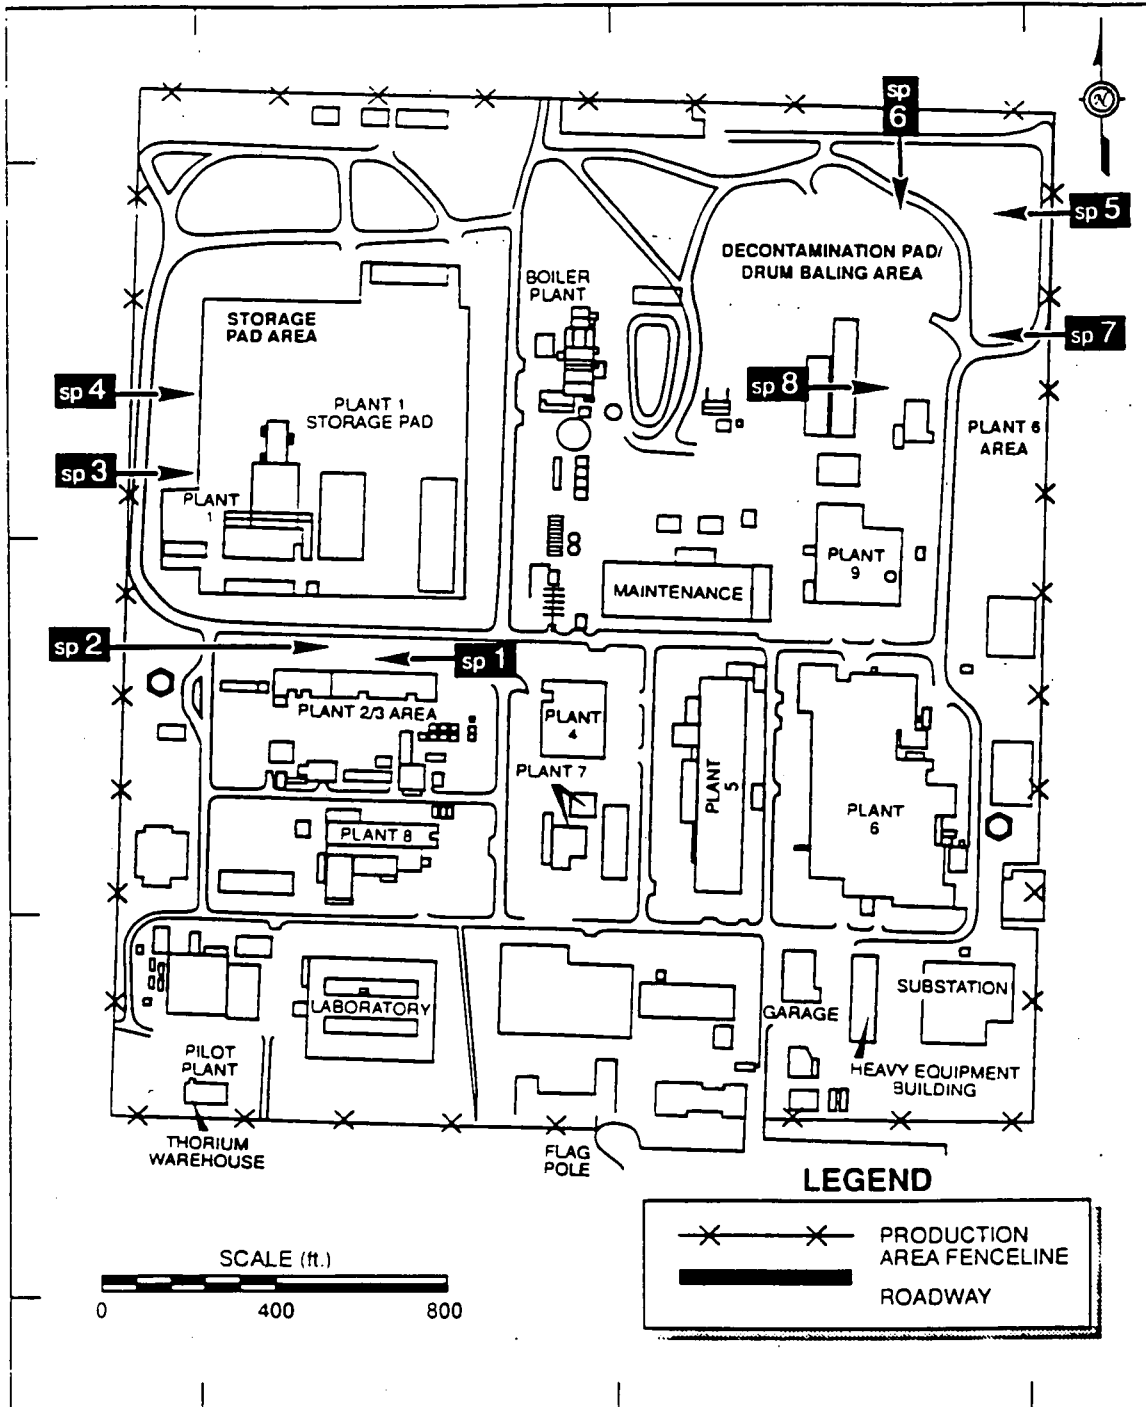 sp
6
N
sp 5
DECONTAMINATION PAD/
DRUM BALING AREA
BOILER
PLANT
STORAGE
PAD AREA
sp 7
sp 4
sp 8
PLANT 1
STORAGE PAD
PLANT 6
AREA
sp 3
PLANT
1
PLANT
9
MAINTENANCE
sp 2
sp 1
PLANT 2/3 AREA
PLANT
4
PLANT 7
PLANT
5
PLANT
6
PLANT 8
LABORATORY
GARAGE
SUBSTATION
PILOT
PLANT
HEAVY EQUIPMENT
BUILDING
THORIUM
WAREHOUSE
FLAG
POLE
LEGEND
PRODUCTION
AREA FENCELINE
ROADWAY
SCALE (ft.)
0 400 800